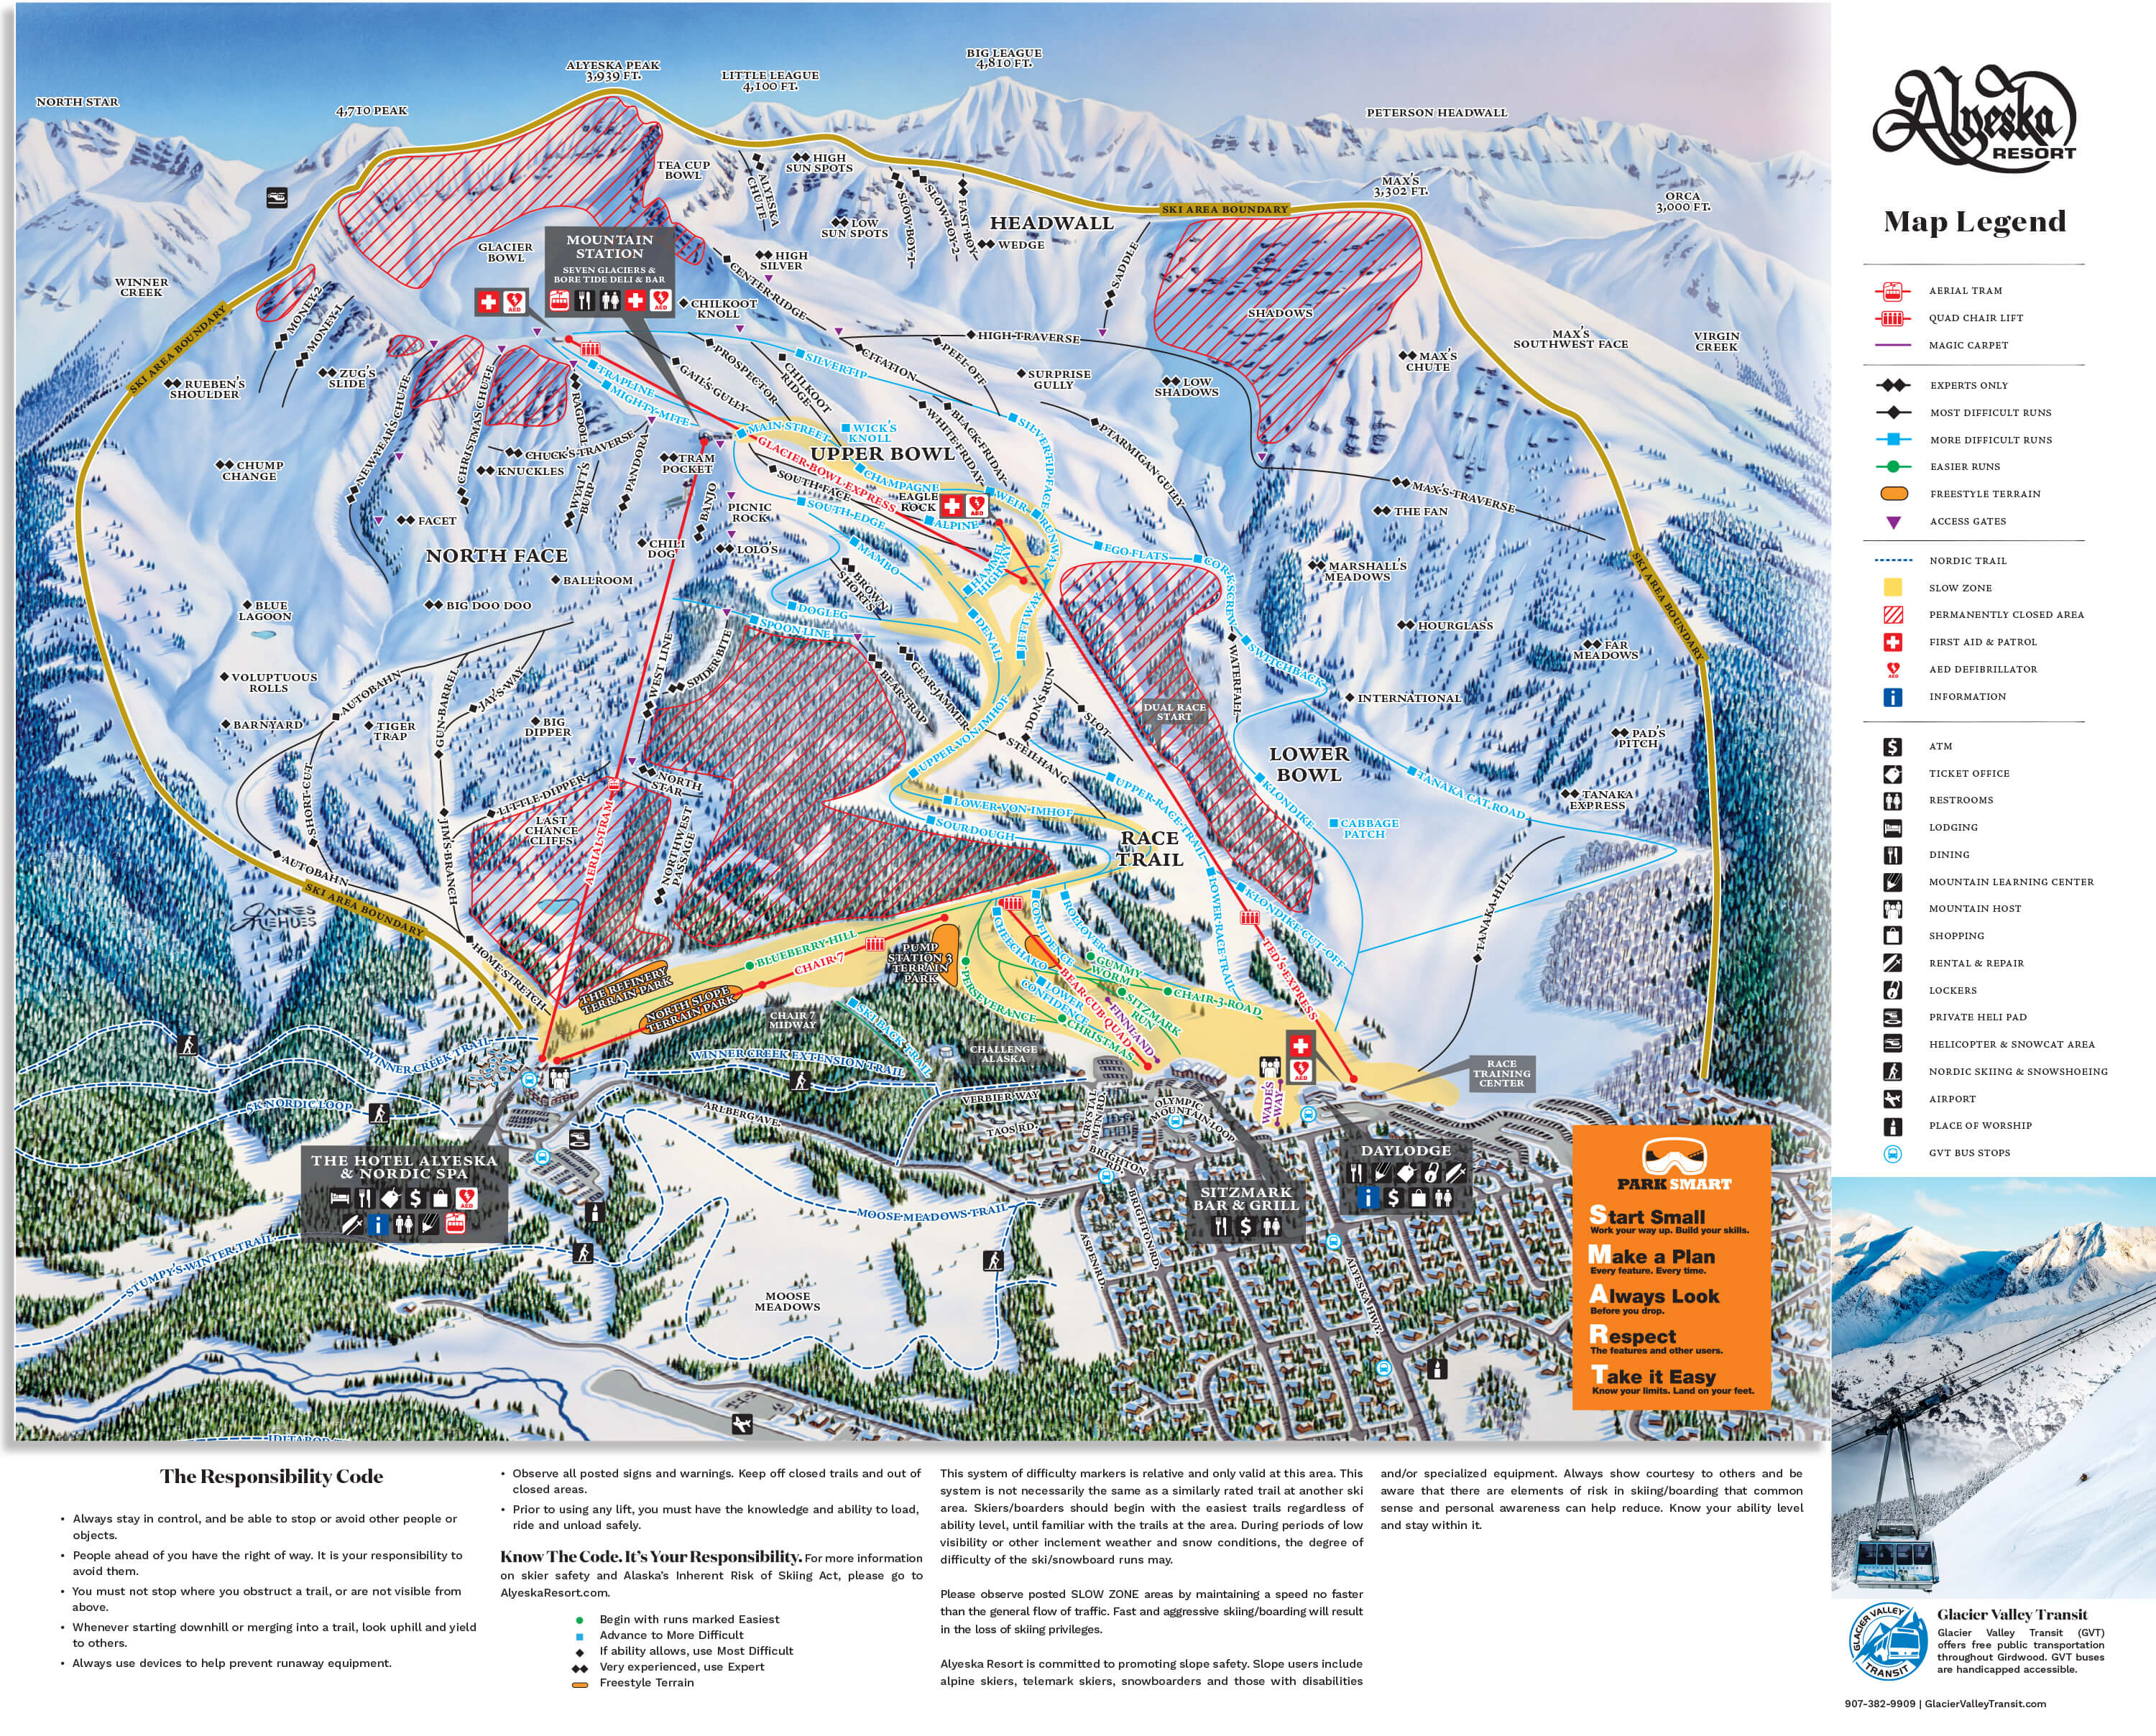 NORTH STAR
4,710 PEAK
ALYESKA PEAK
3,939 FT.
LITTLE LEAGUE
4,100 FT.
BIG LEAGUE
4,810 FT.
PETERSON HEADWALL
MAX'S
3,302 FT.
ORCA
3,000 FT.
SKI AREA BOUNDARY
TEA CUP
BOWL
ALYESKA
CHUTE
HIGH
SUN SPOTS
LOW
SUN SPOTS
SLOW-BOY-1
SLOW-BOY-2
FAST-BOY
HEADWALL
WEDGE
SADDLE
GLACIER
BOWL
MOUNTAIN
STATION
SEVEN GLACIERS &
BORE TIDE DELI & BAR
AED
AED
HIGH
SILVER
CENTER-RIDGE
CHILKOOT
KNOLL
WINNER
CREEK
SKI AREA BOUNDARY
MONEY-2
MONEY-1
SHADOWS
HIGH-TRAVERSE
MAX'S
SOUTHWEST FACE
VIRGIN
CREEK
RUEBEN'S
SHOULDER
ZUG'S
SLIDE
NEW-YEAR'S-CHUTE
CHRISTMAS-CHUTE
RAGDOLL
TRAPLINE
MIGHTY-MITE
GAIL'S-GULLY
PROSPECTOR
CHILKOOT
RIDGE
SILVERTIP
CITATION
PEEL-OFF
SURPRISE
GULLY
LOW
SHADOWS
MAX'S
CHUTE
CHUMP
CHANGE
CHUCK'S-TRAVERSE
KNUCKLES
WYATT'S
BURP
PANDORA
TRAM
POCKET
MAIN STREET
WICK'S
KNOLL
UPPER BOWL
GLACIER-BOWL-EXPRESS
WHITE-FRIDAY
BLACK-FRIDAY
SILVERTIP-FACE
PTARMIGAN-GULLY
MAX'S-TRAVERSE
THE FAN
FACET
NORTH FACE
BANJO
PICNIC
ROCK
SOUTH-FACE
CHAMPAGNE
EAGLE
ROCK
AED
WEIR
RUNWAY
SOUTH-EDGE
ALPINE
CHILI
DOG
LOLO'S
MAMBO
HAMMEL
HIGHWAY
EGO-FLATS
CORKSCREW
MARSHALL'S
MEADOWS
SKI AREA BOUNDARY
BALLROOM
BLUE
LAGOON
BIG DOO DOO
BROWN
SHORTS
DOGLEG
SPOON-LINE
DENALI
JELLI-WAY
HOURGLASS
FAR
MEADOWS
SWITCHBACK
WATERFALL
WEST LINE
SPIDER-BITE
BEAR-TRAP
GEAR-JAMMER
VOLUPTUOUS
ROLLS
AUTOBAHN
GUN-BARREL
JAY'S-WAY
BARNYARD
TIGER
TRAP
BIG
DIPPER
UPPER-VON-IMHOF
DON'S-RUN
SLOT
STEILHANG
DUAL RACE
START
INTERNATIONAL
PAD'S
PITCH
LOWER
BOWL
NORTH
STAR
LITTLE-DIPPER
S'SHORT-CUT
JIM'S-BRANCH
LAST
CHANCE
CLIFFS
AERIAL-TRAM
NORTHWEST
PASSAGE
LOWER-VON-IMHOF
SOURDOUGH
UPPER-RACE-TRAIL
RACE
TRAIL
KLONDIKE
CABBAGE
PATCH
TANAKA CAT ROAD
TANAKA
EXPRESS
AUTOBAHN
SKI AREA BOUNDARY
JAMES
NIEHUES
HOME-STRETCH
BLUEBERRY-HILL
CHAIR-7
THE REFINERY
TERRAIN PARK
NORTH SLOPE
TERRAIN PARK
PUMP
STATION 3
TERRAIN
PARK
CHEECHAKO
CONFIDENCE
ROLLOVER
LOWER-RACE-TRAIL
KLONDIKE-CUT-OFF
TED'S-EXPRESS
TANAKA-HILL
GUMMY
WORM
CHAIR-3-ROAD
SITZMARK
RUN
PERSEVERANCE
LOWER
CONFIDENCE
BEAR-CUB-QUAD
FINNLAND
CHRISTMAS
CHAIR 7
MIDWAY
SKI BACK TRAIL
CHALLENGE
ALASKA
WINNER CREEK TRAIL
WINNER CREEK EXTENSION TRAIL
5K NORDIC LOOP
AED
RACE
TRAINING
CENTER
WADES
WAY
ARLBERG AVE.
VERBIER WAY
TAOS RD.
CRYSTAL
MTN RD.
OLYMPIC
MOUNTAIN LOOP
BRIGHTON
RD.
BRIGHTON RD.
ASPEN RD.
ALYESKA HWY.
THE HOTEL ALYESKA
& NORDIC SPA
AED
SITZMARK
BAR & GRILL
DAYLODGE
MOOSE-MEADOWS-TRAIL
STUMPY'S-WINTER-TRAIL
MOOSE
MEADOWS
PARK SMART
Start Small
Work your way up. Build your skills.
Make a Plan
Every feature. Every time.
Always Look
Before you drop.
Respect
The features and other users.
Take it Easy
Know your limits. Land on your feet.
Alyeska
RESORT
Map Legend
AERIAL TRAM
QUAD CHAIR LIFT
MAGIC CARPET
EXPERTS ONLY
MOST DIFFICULT RUNS
MORE DIFFICULT RUNS
EASIER RUNS
FREESTYLE TERRAIN
ACCESS GATES
NORDIC TRAIL
SLOW ZONE
PERMANENTLY CLOSED AREA
FIRST AID & PATROL
AED DEFIBRILLATOR
INFORMATION
ATM
TICKET OFFICE
RESTROOMS
LODGING
DINING
MOUNTAIN LEARNING CENTER
MOUNTAIN HOST
SHOPPING
RENTAL & REPAIR
LOCKERS
PRIVATE HELI PAD
HELICOPTER & SNOWCAT AREA
NORDIC SKIING & SNOWSHOEING
AIRPORT
PLACE OF WORSHIP
GVT BUS STOPS
The Responsibility Code
• Always stay in control, and be able to stop or avoid other people or
objects.
• People ahead of you have the right of way. It is your responsibility to
avoid them.
• You must not stop where you obstruct a trail, or are not visible from
above.
• Whenever starting downhill or merging into a trail, look uphill and yield
to others.
• Always use devices to help prevent runaway equipment.
• Observe all posted signs and warnings. Keep off closed trails and out of
closed areas.
• Prior to using any lift, you must have the knowledge and ability to load,
ride and unload safely.
Know The Code. It's Your Responsibility. For more information
on skier safety and Alaska's Inherent Risk of Skiing Act, please go to
AlyeskaResort.com.
Begin with runs marked Easiest
Advance to More Difficult
If ability allows, use Most Difficult
Very experienced, use Expert
Freestyle Terrain
This system of difficulty markers is relative and only valid at this area. This
system is not necessarily the same as a similarly rated trail at another ski
area. Skiers/boarders should begin with the easiest trails regardless of
ability level, until familiar with the trails at the area. During periods of low
visibility or other inclement weather and snow conditions, the degree of
difficulty of the ski/snowboard runs may.
Please observe posted SLOW ZONE areas by maintaining a speed no faster
than the general flow of traffic. Fast and aggressive skiing/boarding will result
in the loss of skiing privileges.
Alyeska Resort is committed to promoting slope safety. Slope users include
alpine skiers, telemark skiers, snowboarders and those with disabilities
and/or specialized equipment. Always show courtesy to others and be
aware that there are elements of risk in skiing/boarding that common
sense and personal awareness can help reduce. Know your ability level
and stay within it.
GLACIER VALLEY
TRANSIT
Glacier Valley Transit
Glacier Valley Transit (GVT)
offers free public transportation
throughout Girdwood. GVT buses
are handicapped accessible.
907-382-9909 | GlacierValleyTransit.com